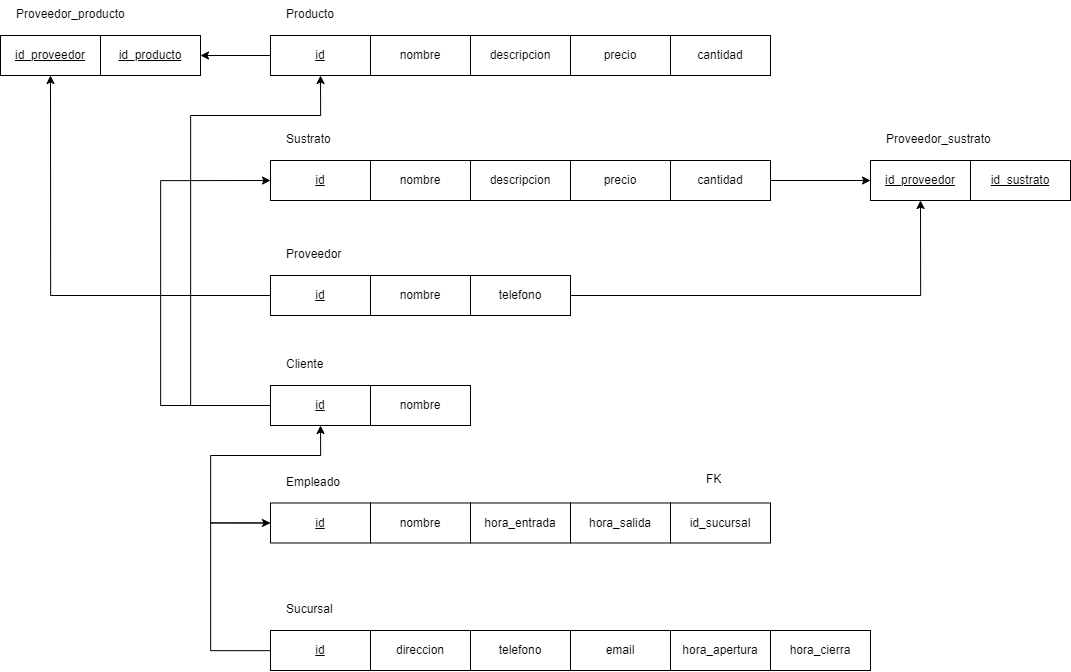 Proveedor_producto
id_proveedor id_producto
Producto
id nombre descripcion precio cantidad
Sustrato
id nombre descripcion precio cantidad
Proveedor_sustrato
id_proveedor id_sustrato
Proveedor
id nombre telefono
Cliente
id nombre
Empleado
FK
id nombre hora_entrada hora_salida id_sucursal
Sucursal
id direccion telefono email hora_apertura hora_cierra